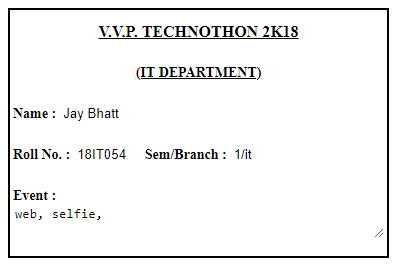 V.V.P. TECHNOTHON 2K18
(IT DEPARTMENT)
Name : Jay Bhatt
Roll No. : 18IT054 Sem/Branch : 1/it
Event :
web, selfie,